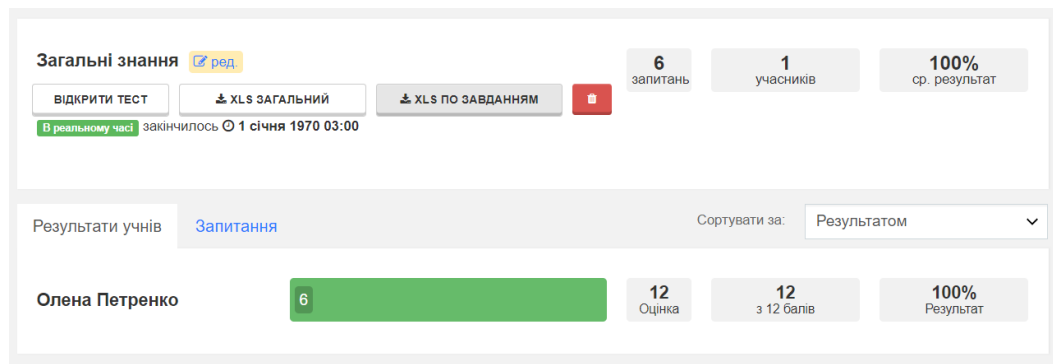 Загальні знання ред.
6 запитань
1 учасників
100% ср. результат
ВІДКРИТИ ТЕСТ
XLS ЗАГАЛЬНИЙ
XLS ПО ЗАВДАННЯМ
В реальному часі закінчилось 1 січня 1970 03:00
Результати учнів
Запитання
Сортувати за:
Результатом
Олена Петренко
6
12
Оцінка
12
з 12 балів
100%
Результат